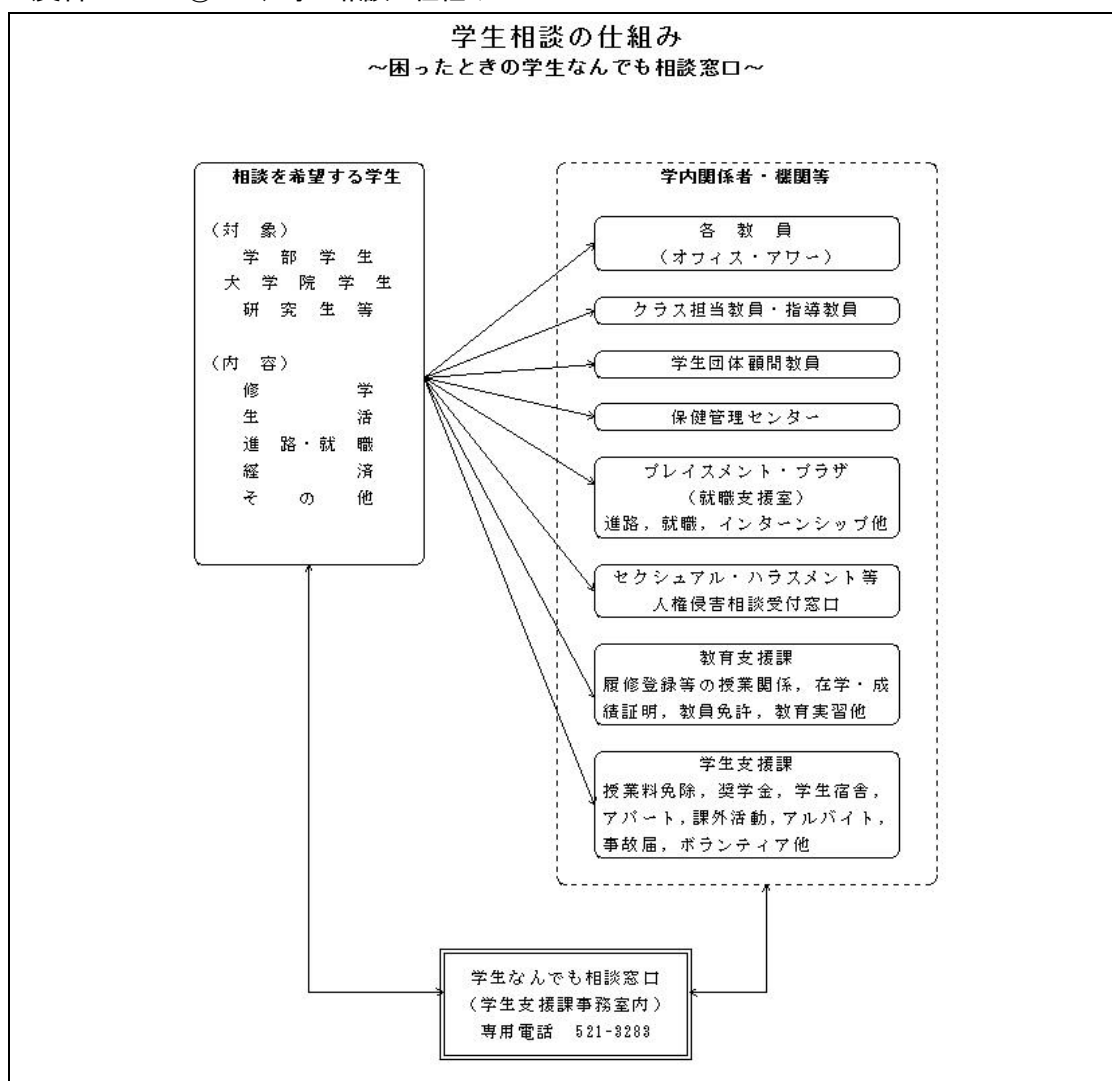 学生相談の仕組み
～困ったときの学生なんでも相談窓口～
相談を希望する学生
（対 象）
学部学生
大学院学生
研究生等
（内 容）
修 学
生 活
進路・就職
経 済
その他
学内関係者・機関等
各教員
（オフィス・アワー）
クラス担当教員・指導教員
学生団体顧問教員
保健管理センター
プレイスメント・プラザ
（就職支援室）
進路，就職，インターンシップ他
セクシュアル・ハラスメント等
人権侵害相談受付窓口
教育支援課
履修登録等の授業関係，在学・成
績証明，教員免許，教育実習他
学生支援課
授業料免除，奨学金，学生宿舎，
アパート，課外活動，アルバイト，
事故届，ボランティア他
学生なんでも相談窓口
（学生支援課事務室内）
専用電話 521-3283